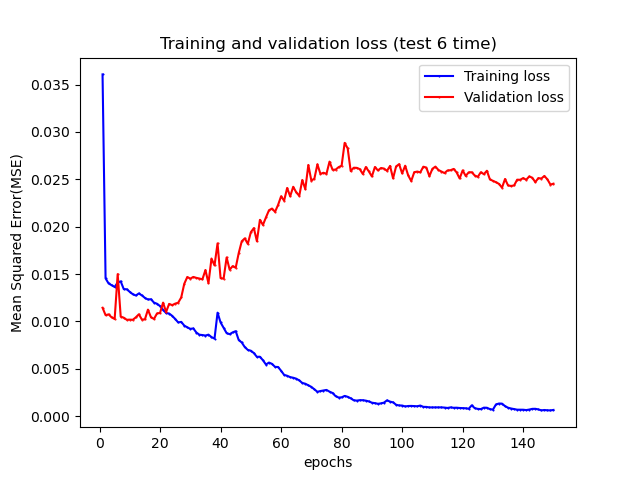 Training and validation loss (test 6 time)
Training loss
Validation loss
Mean Squared Error(MSE)
0.035
0.030
0.025
0.020
0.015
0.010
0.005
0.000
0 20 40 60 80 100 120 140
epochs